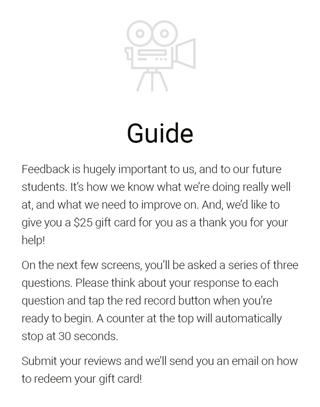 Guide
Feedback is hugely important to us, and to our future
students. It's how we know what we're doing really well
at, and what we need to improve on. And, we'd like to
give you a $25 gift card for you as a thank you for your
help!
On the next few screens, you'll be asked a series of three
questions. Please think about your response to each
question and tap the red record button when you're
ready to begin. A counter at the top will automatically
stop at 30 seconds.
Submit your reviews and we'll send you an email on how
to redeem your gift card!